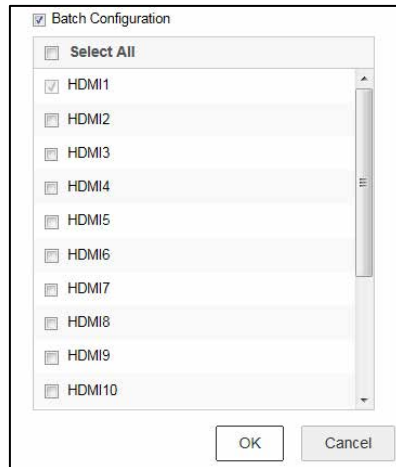 Batch Configuration
Select All
HDMI1
HDMI2
HDMI3
HDMI4
HDMI5
HDMI6
HDMI7
HDMI8
HDMI9
HDMI10
OK Cancel